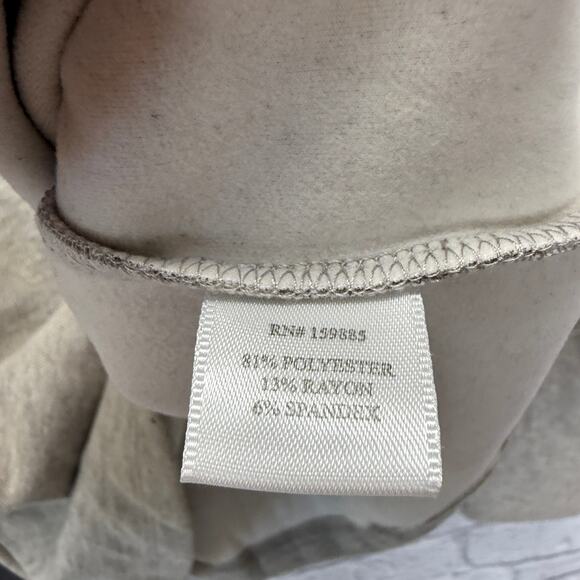 RN# 159885
81% POLYESTER
13% RAYON
6% SPANDEX